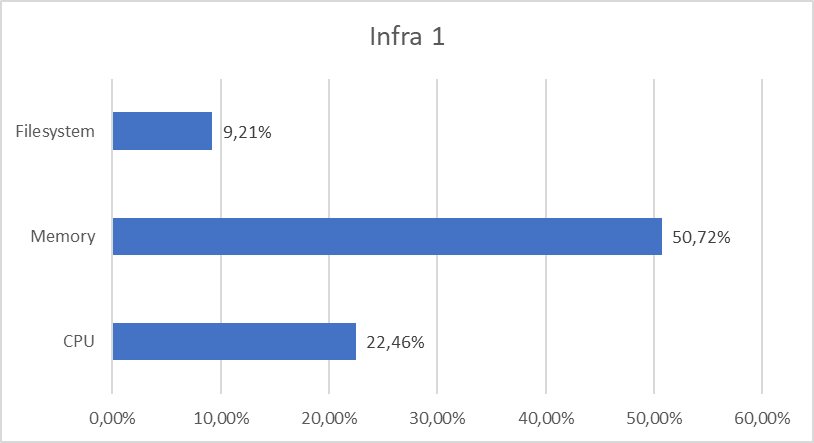 Infra 1
Filesystem
9,21%
Memory
50,72%
CPU
22,46%
0,00% 10,00% 20,00% 30,00% 40,00% 50,00% 60,00%